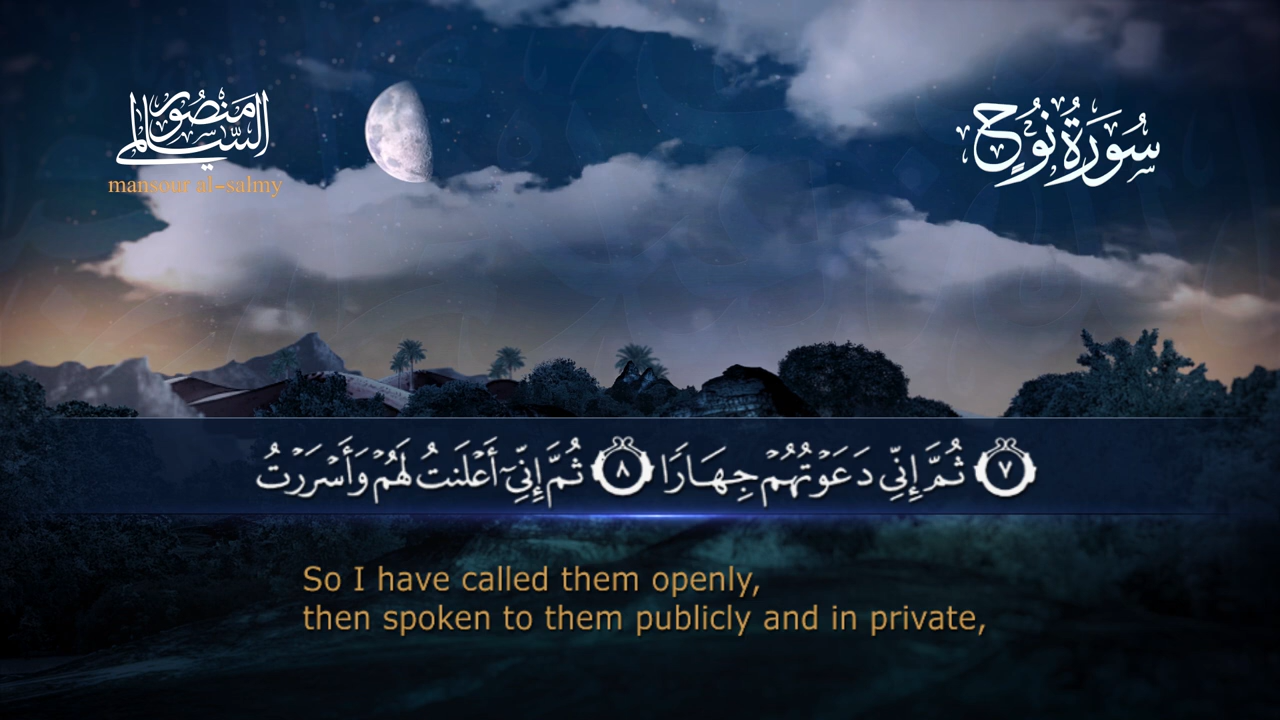 منصور السالمي
mansour al-salmy
سُورَةُ نُوحٍ
٧ ثُمَّ إِنِّي دَعَوْتُهُمْ جِهَارًا ٨ ثُمَّ إِنِّيٓ أَعْلَنتُ لَهُمْ وَأَسْرَرْتُ
So I have called them openly,
then spoken to them publicly and in private,